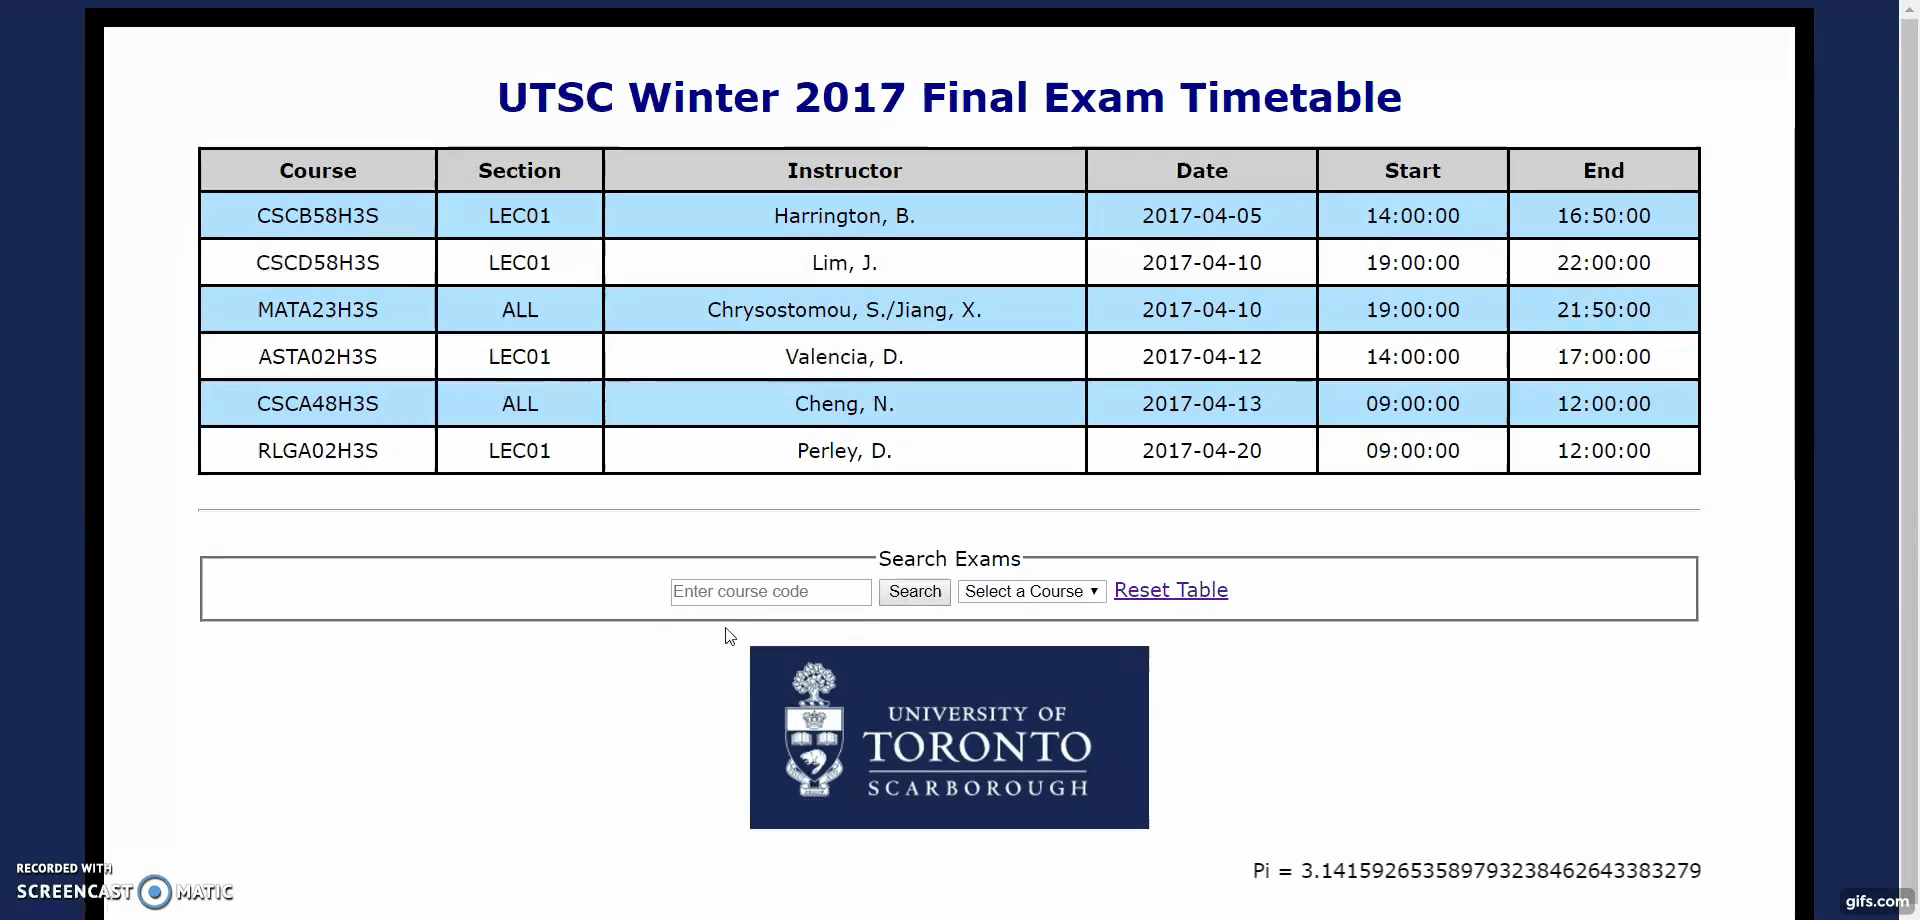 UTSC Winter 2017 Final Exam Timetable
Course Section Instructor Date Start End
CSCB58H3S LEC01 Harrington, B. 2017-04-05 14:00:00 16:50:00
CSCD58H3S LEC01 Lim, J. 2017-04-10 19:00:00 22:00:00
MATA23H3S ALL Chrysostomou, S./Jiang, X. 2017-04-10 19:00:00 21:50:00
ASTA02H3S LEC01 Valencia, D. 2017-04-12 14:00:00 17:00:00
CSCA48H3S ALL Cheng, N. 2017-04-13 09:00:00 12:00:00
RLGA02H3S LEC01 Perley, D. 2017-04-20 09:00:00 12:00:00
Search Exams
Enter course code Search Select a Course Reset Table
UNIVERSITY OF
TORONTO
SCARBOROUGH
Pi = 3.141592653589793238462643383279
RECORDED WITH
SCREENCAST MATIC
gifs.com